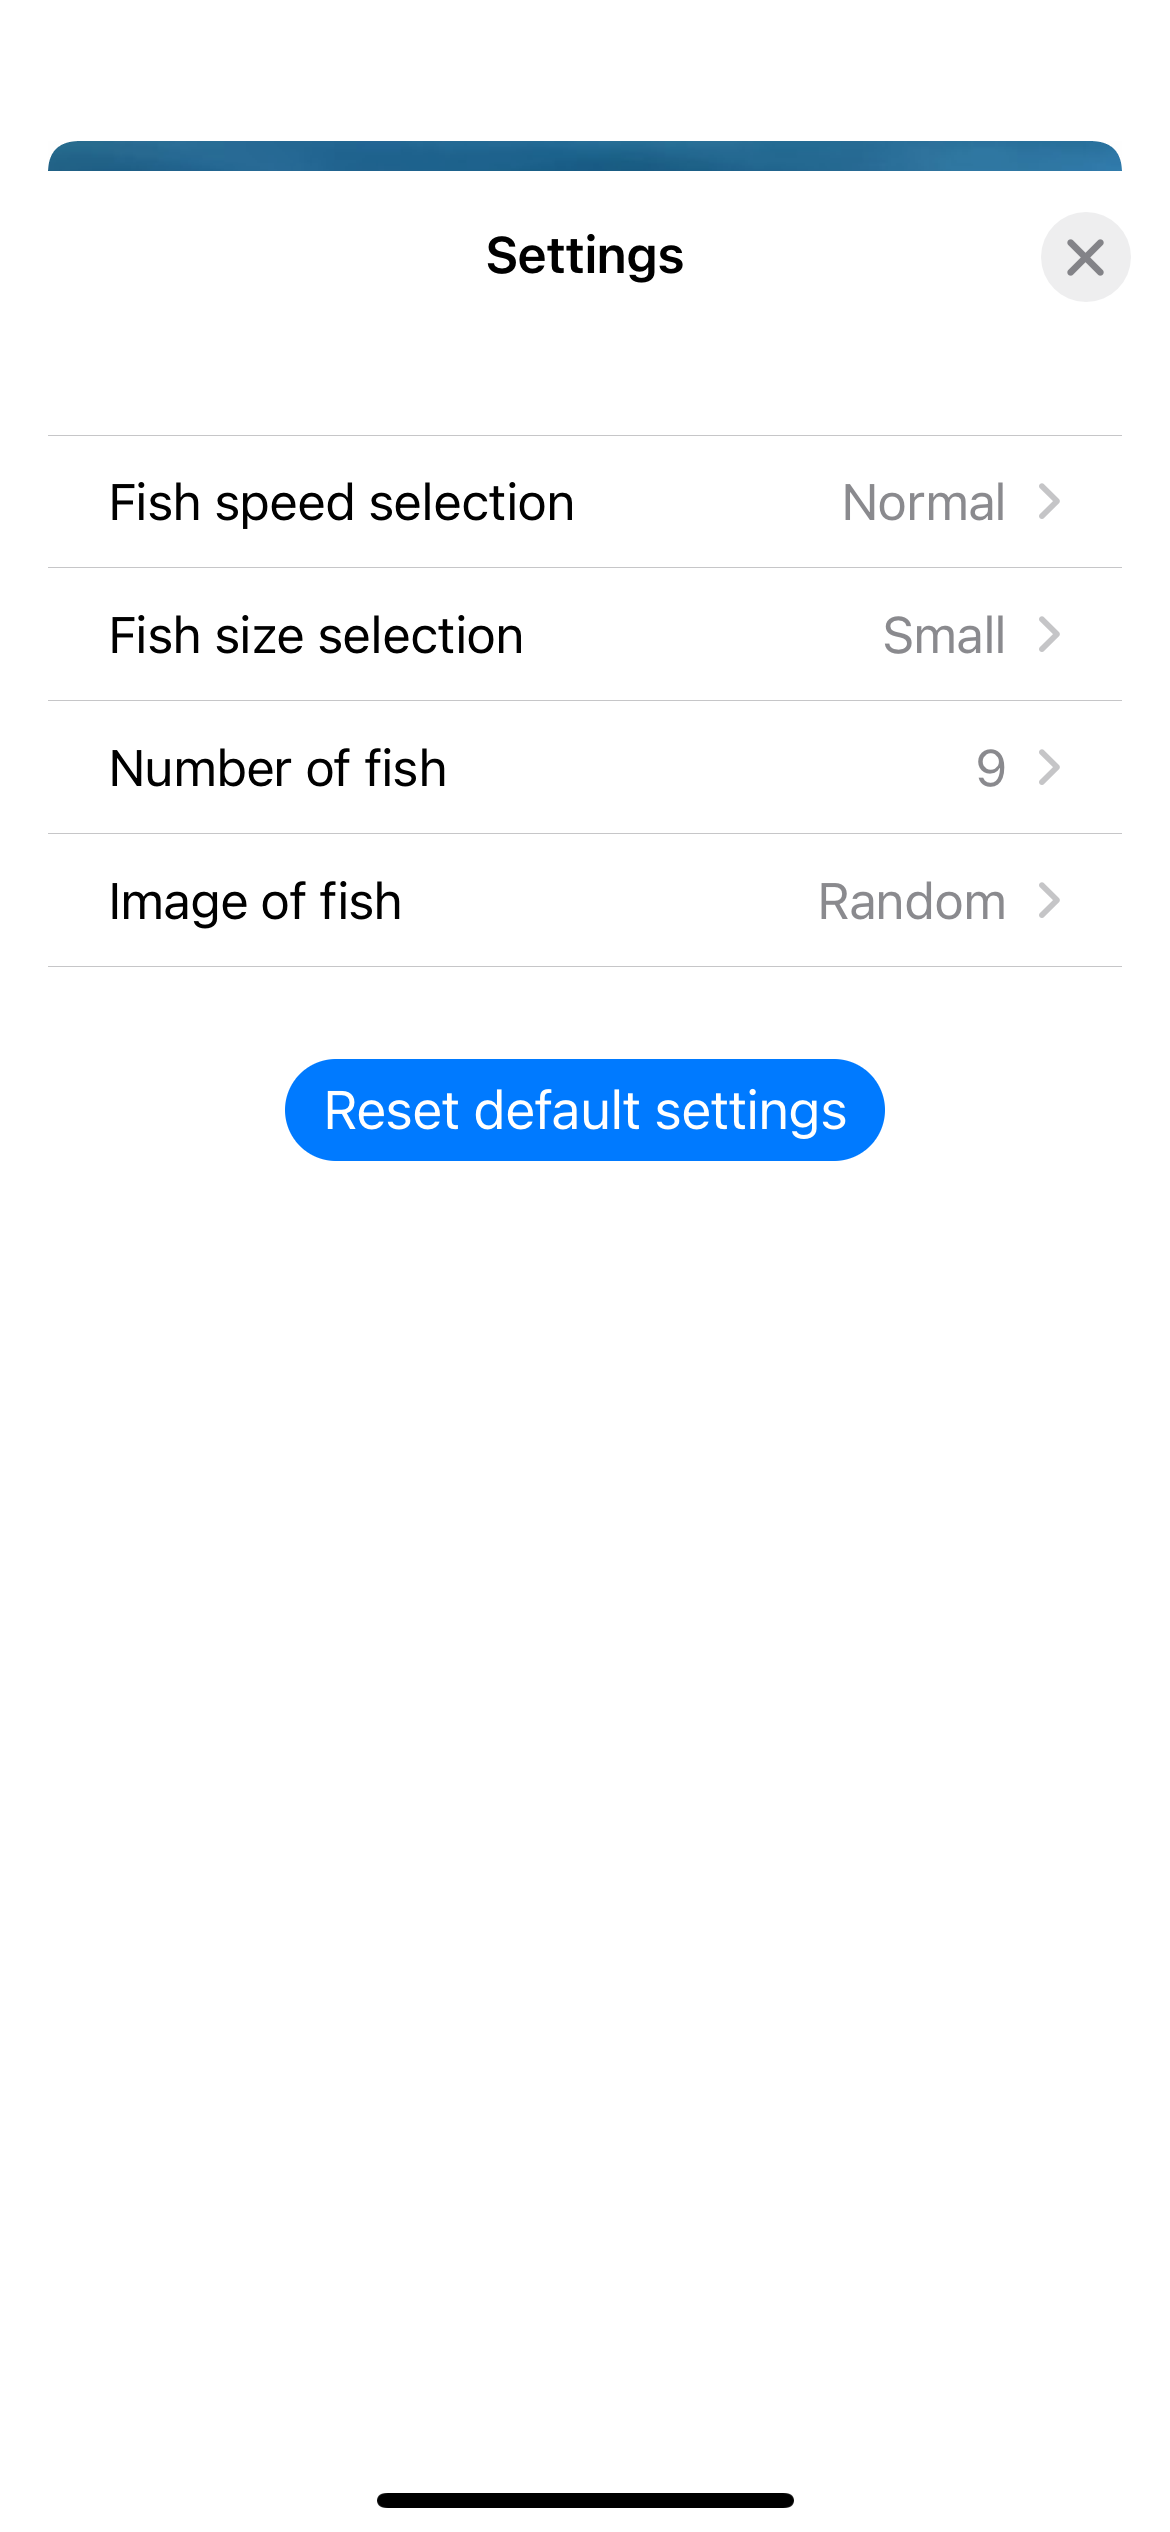 Settings
Fish speed selection Normal
Fish size selection Small
Number of fish 9
Image of fish Random
Reset default settings